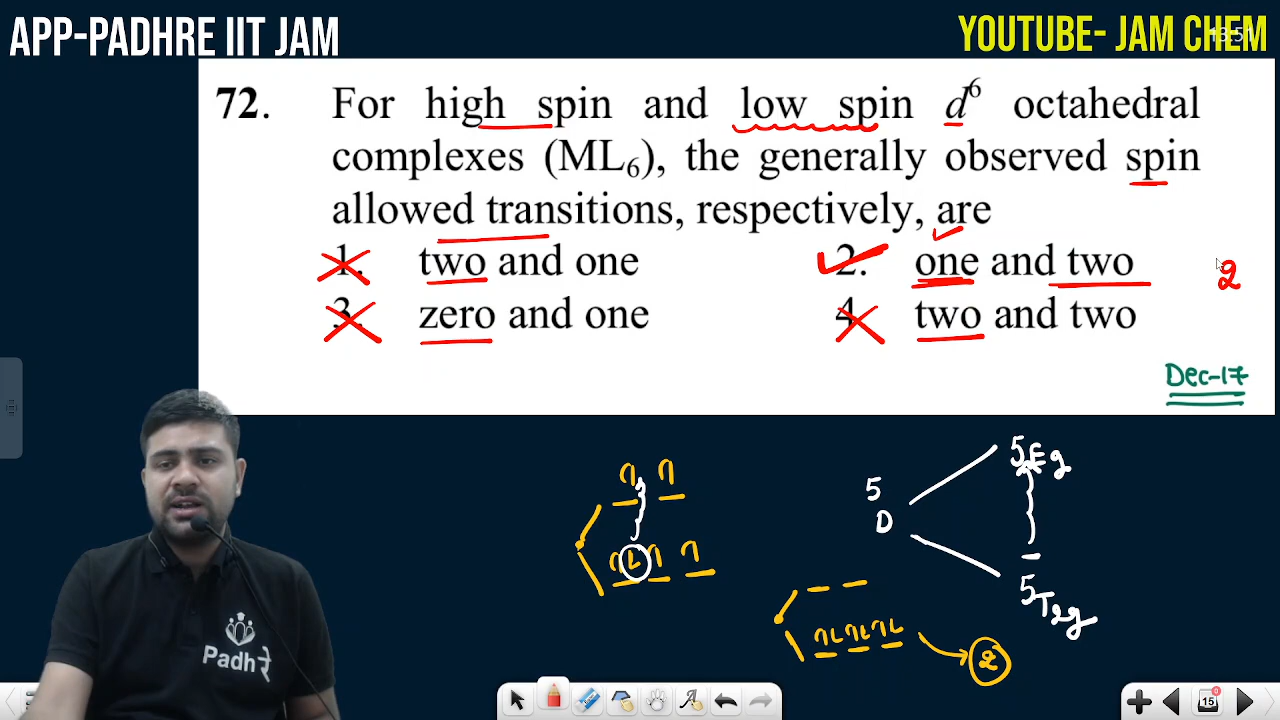 APP-PADHRE IIT JAM
YOUTUBE- JAM CHEM
72. For high spin and low spin d⁶ octahedral
complexes (ML₆), the generally observed spin
allowed transitions, respectively, are
1. two and one
2. one and two
2
3. zero and one
4. two and two
Dec-17
5
D
5Eg
5T2g
2
Padhरे
15